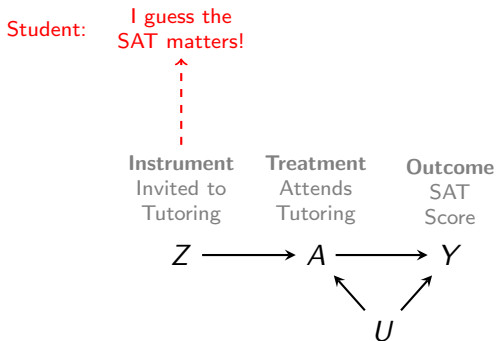 Student:
I guess the
SAT matters!
Instrument
Invited to
Tutoring
Treatment
Attends
Tutoring
Outcome
SAT
Score
Z
A
Y
U